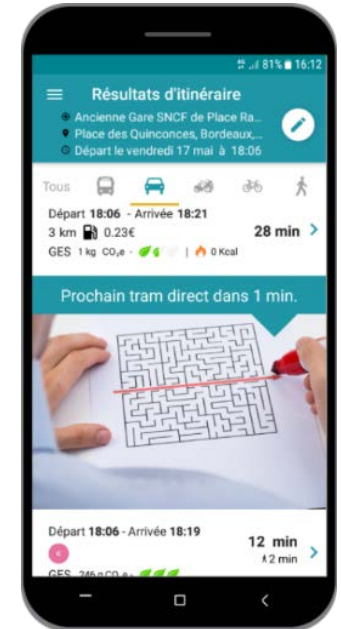 81% 16:12
Résultats d'itinéraire
Ancienne Gare SNCF de Place Ra...
Place des Quinconces, Bordeaux,...
Départ le vendredi 17 mai à 18:06
Tous
Départ 18:06 - Arrivée 18:21
3 km 0.23€ 28 min >
GES 1 kg CO₂e - | 0 Kcal
Prochain tram direct dans 1 min.
Départ 18:06 - Arrivée 18:19
12 min >
2 min
GES 246 g CO₂e -